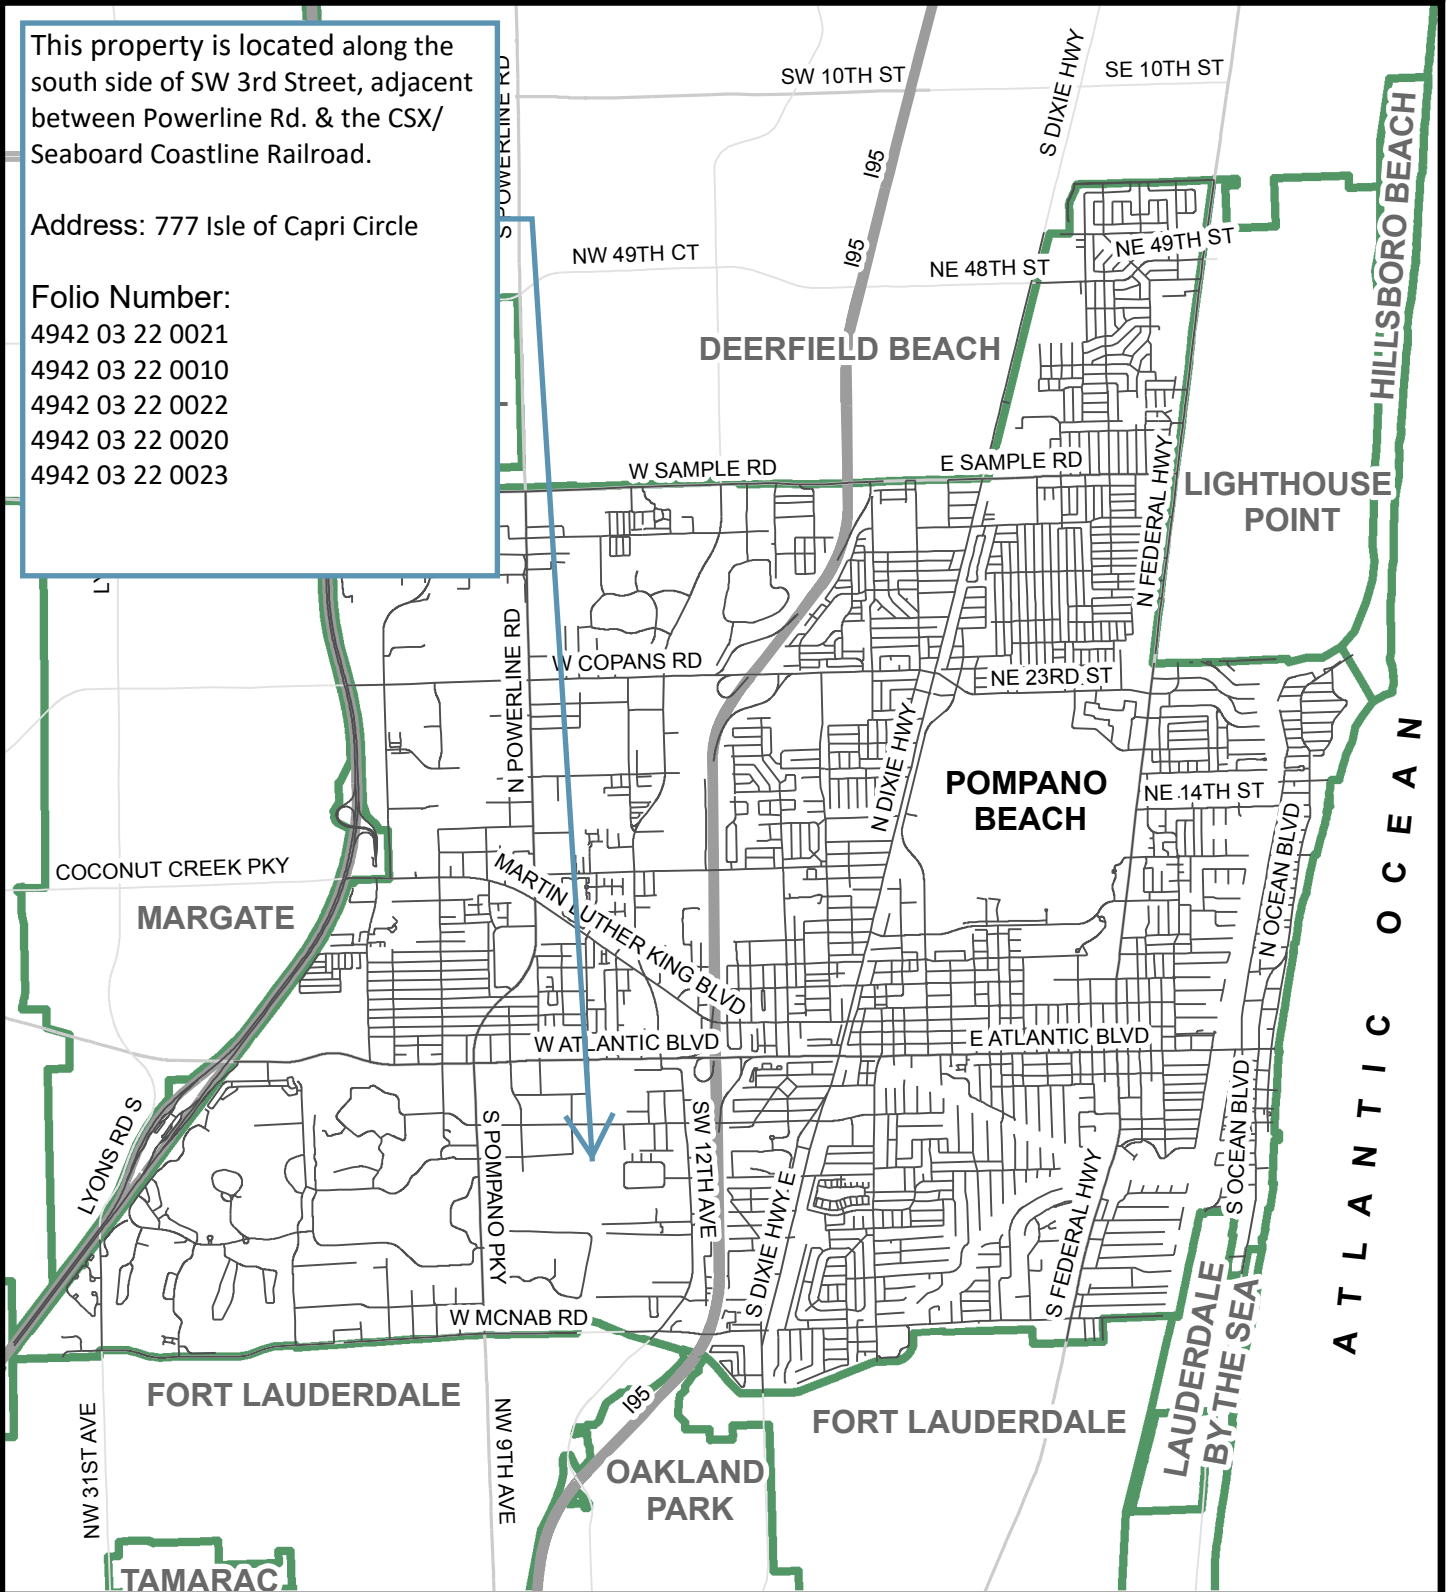 This property is located along the
south side of SW 3rd Street, adjacent
between Powerline Rd. & the CSX/
Seaboard Coastline Railroad.
Address: 777 Isle of Capri Circle
Folio Number:
4942 03 22 0021
4942 03 22 0010
4942 03 22 0022
4942 03 22 0020
4942 03 22 0023
S POWERLINE RD
SW 10TH ST
SE 10TH ST
S DIXIE HWY
I95
I95
HILLSBORO BEACH
NW 49TH CT
NE 48TH ST
NE 49TH ST
DEERFIELD BEACH
W SAMPLE RD
E SAMPLE RD
N FEDERAL HWY
LIGHTHOUSE
POINT
N POWERLINE RD
W COPANS RD
NE 23RD ST
N DIXIE HWY
POMPANO
BEACH
NE 14TH ST
N OCEAN BLVD
ATLANTIC OCEAN
COCONUT CREEK PKY
MARGATE
MARTIN LUTHER KING BLVD
W ATLANTIC BLVD
E ATLANTIC BLVD
LYONS RD S
S POMPANO PKY
SW 12TH AVE
S DIXIE HWY E
S FEDERAL HWY
S OCEAN BLVD
W MCNAB RD
LAUDERDALE
BY THE SEA
FORT LAUDERDALE
FORT LAUDERDALE
I95
NW 31ST AVE
NW 9TH AVE
OAKLAND
PARK
TAMARAC